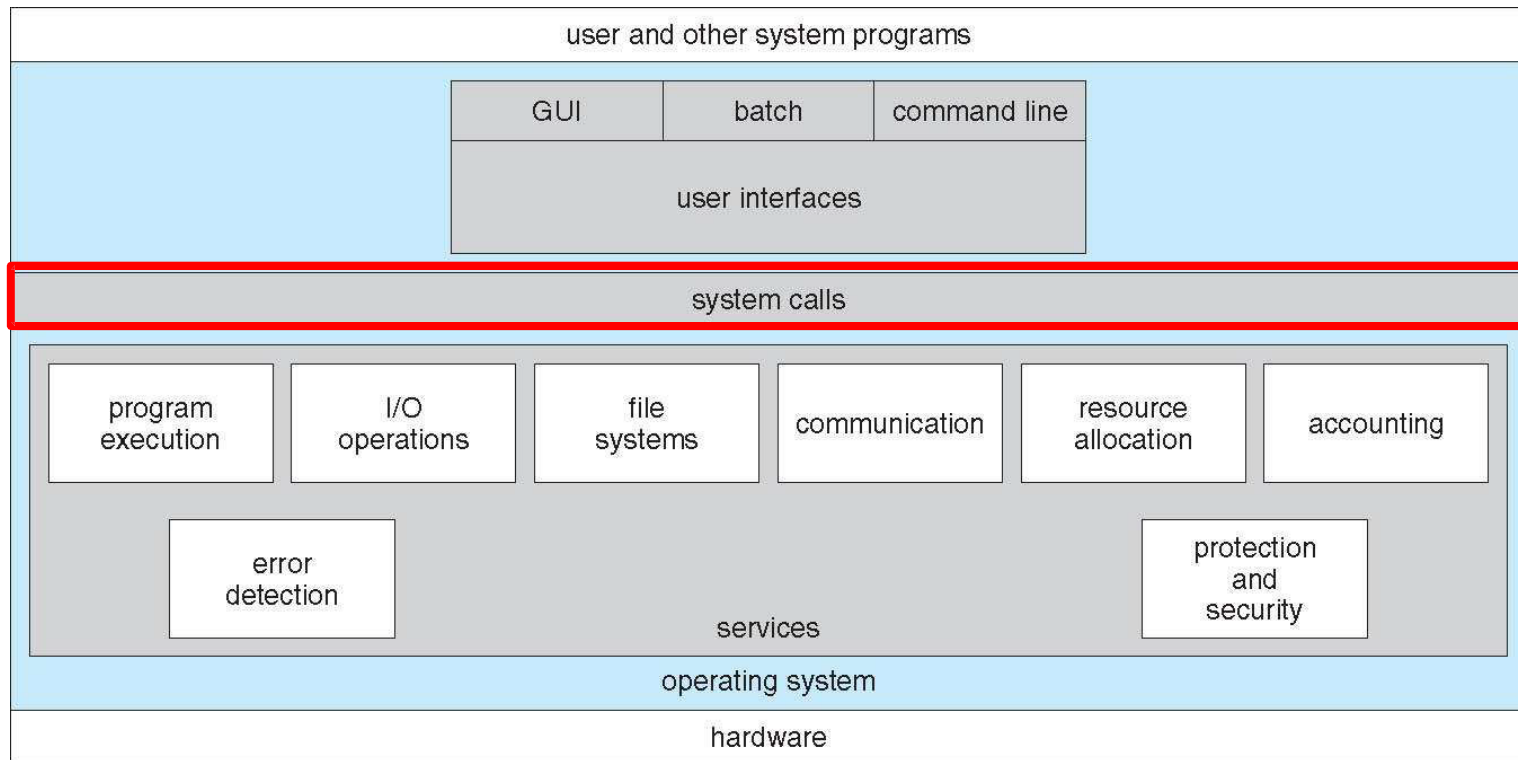 user and other system programs
GUI
batch
command line
user interfaces
system calls
program
execution
I/O
operations
file
systems
communication
resource
allocation
accounting
error
detection
protection
and
security
services
operating system
hardware